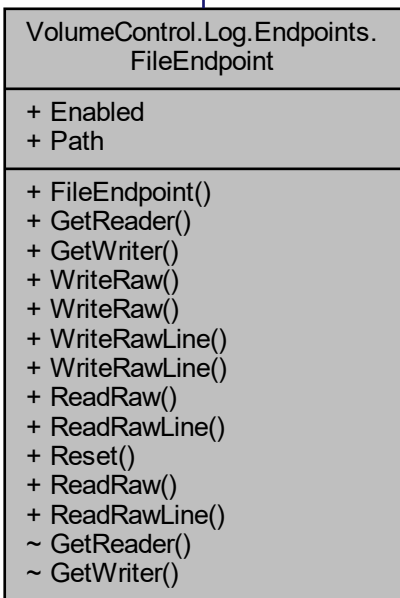 VolumeControl.Log.Endpoints.
FileEndpoint
+ Enabled
+ Path
+ FileEndpoint()
+ GetReader()
+ GetWriter()
+ WriteRaw()
+ WriteRaw()
+ WriteRawLine()
+ WriteRawLine()
+ ReadRaw()
+ ReadRawLine()
+ Reset()
+ ReadRaw()
+ ReadRawLine()
~ GetReader()
~ GetWriter()